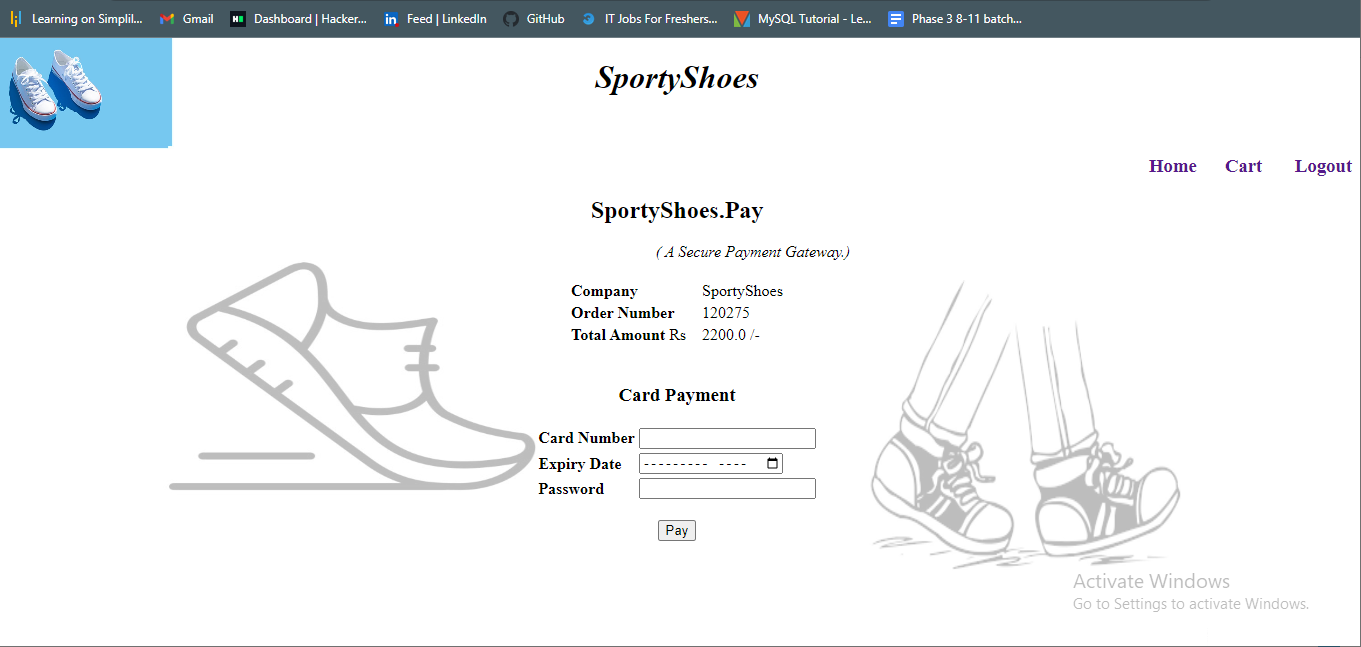 Learning on Simplil... Gmail Dashboard | Hacker... Feed | LinkedIn GitHub IT Jobs For Freshers... MySQL Tutorial - Le... Phase 3 8-11 batch...
SportyShoes
Home Cart Logout
SportyShoes.Pay
( A Secure Payment Gateway.)
Company SportyShoes
Order Number 120275
Total Amount Rs 2200.0 /-
Card Payment
Card Number
Expiry Date --------- ----
Password
Pay
Activate Windows
Go to Settings to activate Windows.